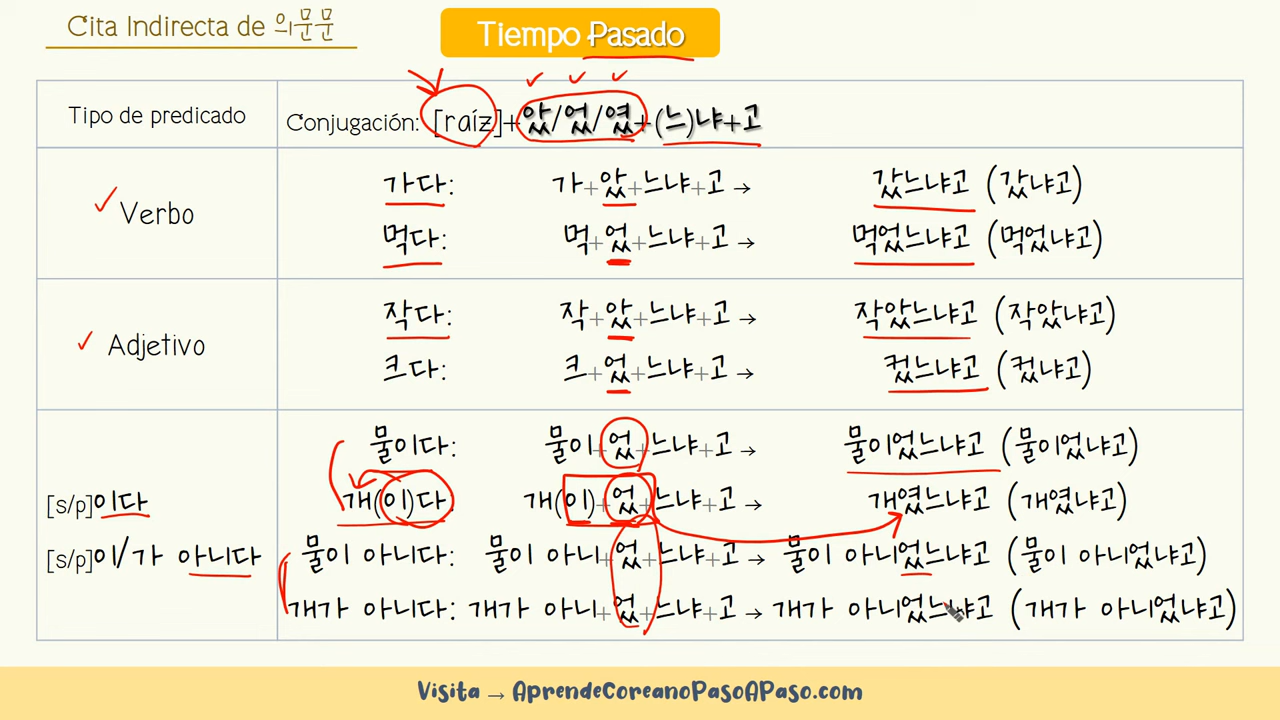 Cita Indirecta de 의문문
Tiempo Pasado
Tipo de predicado
Conjugación: [raíz]+았/었/였+(느)냐+고
Verbo
가다: 가+았+느냐+고 → 갔느냐고 (갔냐고)
먹다: 먹+었+느냐+고 → 먹었느냐고 (먹었냐고)
Adjetivo
작다: 작+았+느냐+고 → 작았느냐고 (작았냐고)
크다: 크+었+느냐+고 → 컸느냐고 (컸냐고)
물이다: 물이+었+느냐+고 → 물이었느냐고 (물이었냐고)
[s/p]이다 개(이)다: 개(이)+었+느냐+고 → 개였느냐고 (개였냐고)
[s/p]이/가 아니다 물이 아니다: 물이 아니+었+느냐+고 → 물이 아니었느냐고 (물이 아니었냐고)
개가 아니다: 개가 아니+었+느냐+고 → 개가 아니었느냐고 (개가 아니었냐고)
Visita → AprendeCoreanoPasoAPaso.com